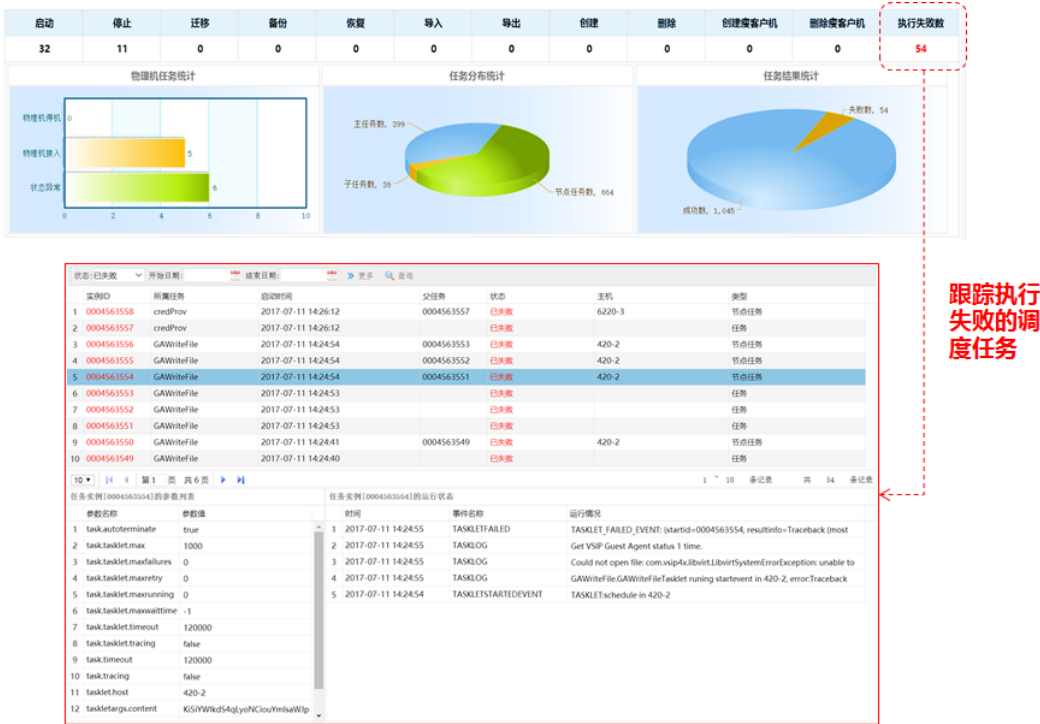 启动 停止 迁移 备份 恢复 导入 导出 创建 删除 创建瘦客户机 删除瘦客户机 执行失败数
32 11 0 0 0 0 0 0 0 0 0 54
物理机任务统计 任务分布统计 任务结果统计
物理机停机 0
物理机接入 5
状态异常 6
0 2 4 6 8 10
主任务数, 399
子任务数, 36
节点任务数, 664
失败数, 54
成功数, 1,045
跟踪执行
失败的调
度任务
状态:已失败 开始日期: 结束日期: 更多 查询
实例ID 所属任务 启动时间 父任务 状态 主机 类型
1 0004563558 credProv 2017-07-11 14:26:12 0004563557 已失败 6220-3 节点任务
2 0004563557 credProv 2017-07-11 14:26:12 已失败 任务
3 0004563556 GAWriteFile 2017-07-11 14:24:54 0004563553 已失败 420-2 节点任务
4 0004563555 GAWriteFile 2017-07-11 14:24:54 0004563552 已失败 420-2 节点任务
5 0004563554 GAWriteFile 2017-07-11 14:24:54 0004563551 已失败 420-2 节点任务
6 0004563553 GAWriteFile 2017-07-11 14:24:53 已失败 任务
7 0004563552 GAWriteFile 2017-07-11 14:24:53 已失败 任务
8 0004563551 GAWriteFile 2017-07-11 14:24:53 已失败 任务
9 0004563550 GAWriteFile 2017-07-11 14:24:41 0004563549 已失败 420-2 节点任务
10 0004563549 GAWriteFile 2017-07-11 14:24:40 已失败 任务
10 第 1 页 共 6 页 1 ~ 10 条记录 共 54 条记录
任务实例[0004563554]的参数列表
参数名称 参数值
1 task.autoterminate true
2 task.tasklet.max 1000
3 task.tasklet.maxfailures 0
4 task.tasklet.maxretry 0
5 task.tasklet.maxrunning 0
6 task.tasklet.maxwaittime -1
7 task.tasklet.timeout 120000
8 task.tasklet.tracing false
9 task.timeout 120000
10 task.tracing false
11 tasklet.host 420-2
12 taskletargs.content
任务实例[0004563554]的运行状态
时间 事件名称 运行情况
1 2017-07-11 14:24:55 TASKLETFAILED TASKLET_FAILED_EVENT: (startid=0004563554, resultinfo=Traceback (most
2 2017-07-11 14:24:55 TASKLOG Get VSIP Guest Agent status 1 time.
3 2017-07-11 14:24:55 TASKLOG Could not open file: com.vsip4x.libvirt.LibvirtSystemErrorException: unable to
4 2017-07-11 14:24:55 TASKLOG GAWriteFile.GAWriteFileTasklet runing startevent in 420-2, error:Traceback
5 2017-07-11 14:24:54 TASKLETSTARTEDEVENT TASKLET:schedule in 420-2